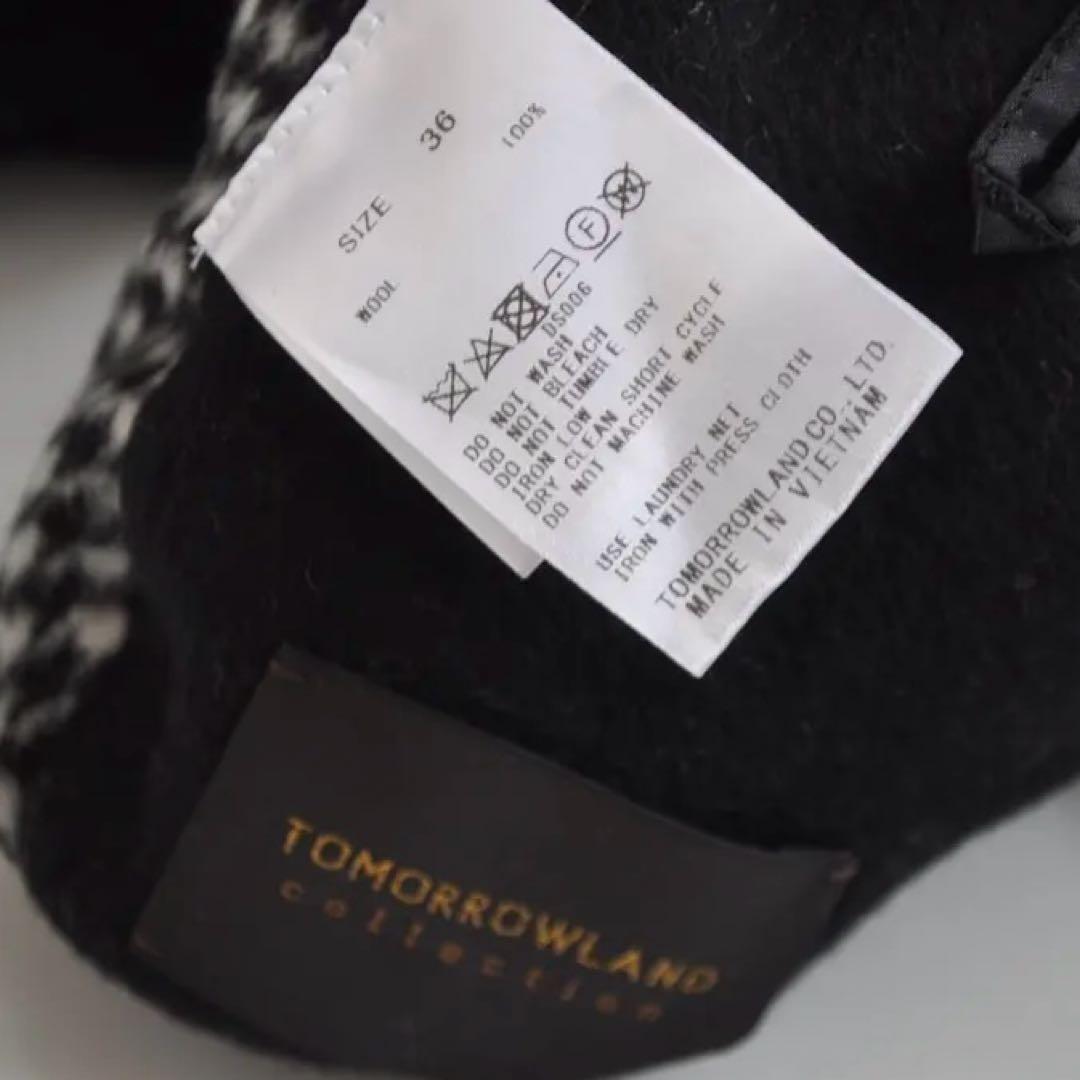 SIZE 36
WOOL 100%
F W
DS006
DO NOT WASH
DO NOT BLEACH
DO NOT TUMBLE DRY
IRON LOW
DRY CLEAN SHORT CYCLE
DO NOT MACHINE WASH
USE LAUNDRY NET
IRON WITH PRESS CLOTH
TOMORROWLAND CO., LTD.
MADE IN VIETNAM
TOMORROWLAND
collection